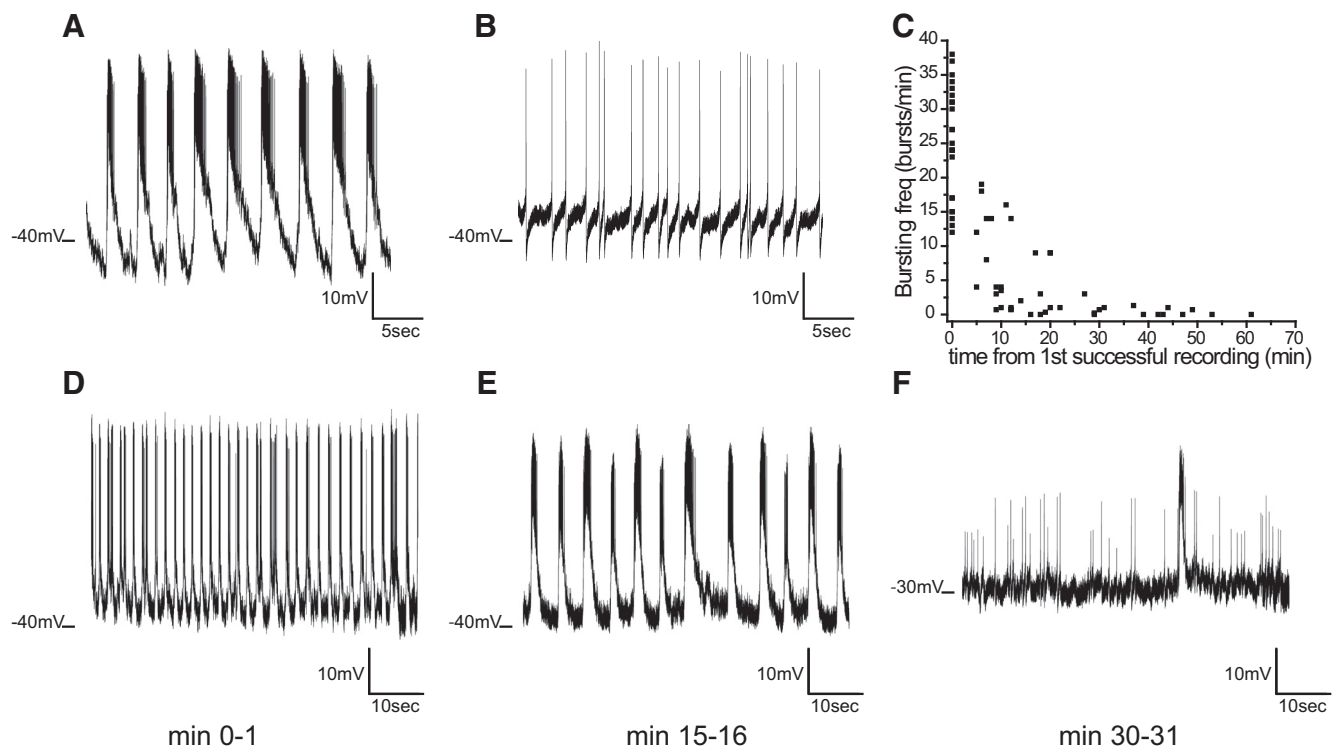 A
-40mV
10mV
5sec
B
-40mV
10mV
5sec
C
Bursting freq (bursts/min)
40
35
30
25
20
15
10
5
0
0 10 20 30 40 50 60 70
time from 1st successful recording (min)
D
-40mV
10mV
10sec
min 0-1
E
-40mV
10mV
10sec
min 15-16
F
-30mV
10mV
10sec
min 30-31